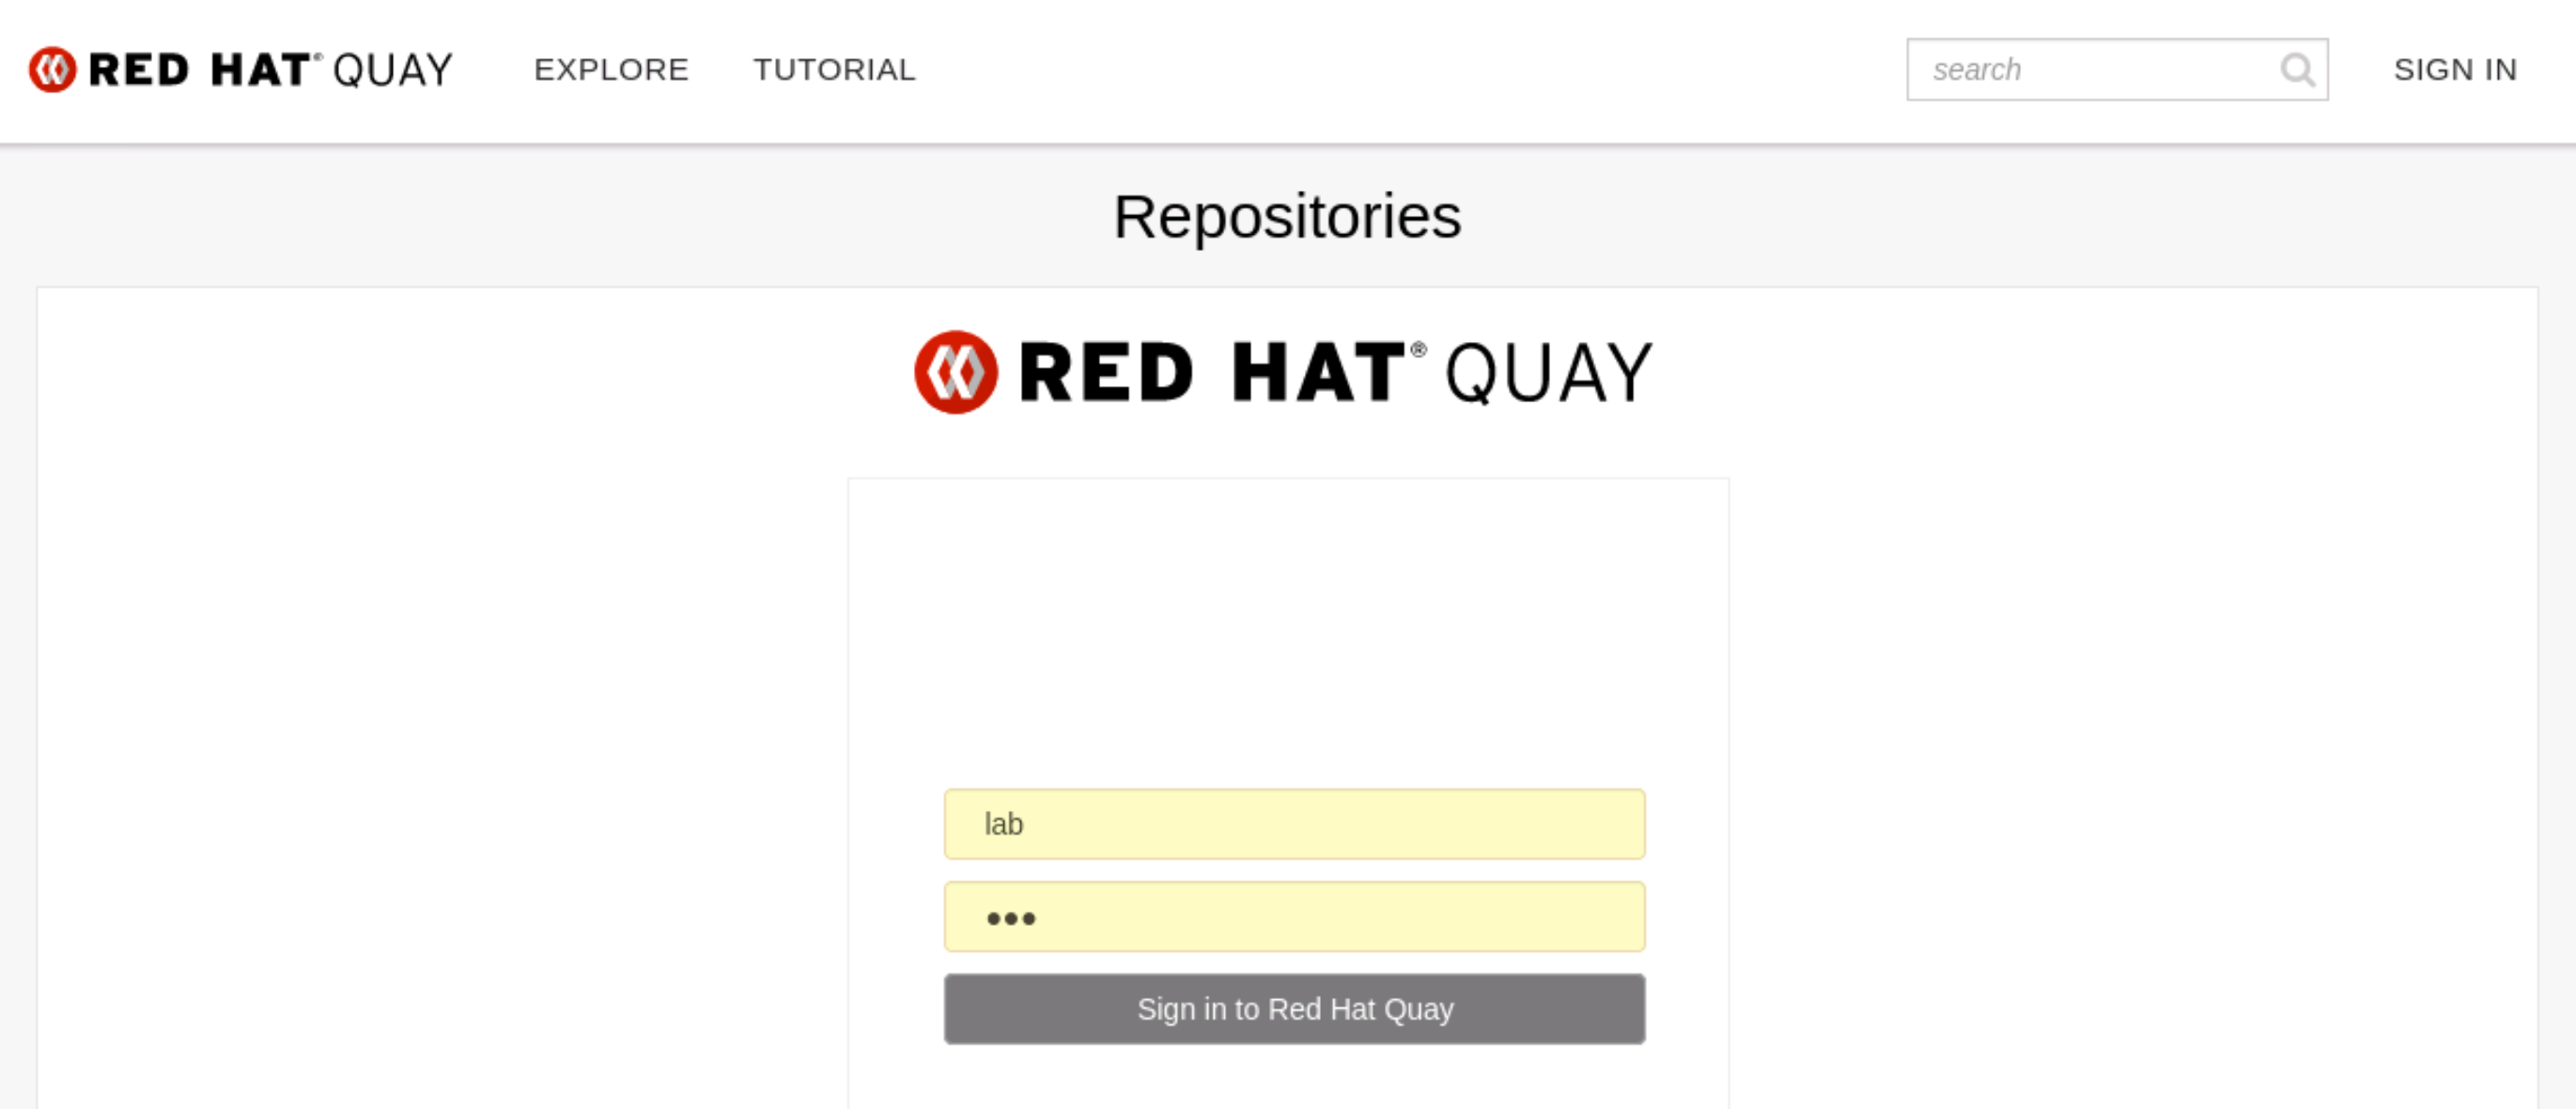 RED HAT® QUAY EXPLORE TUTORIAL search SIGN IN
Repositories
RED HAT® QUAY
lab
•••
Sign in to Red Hat Quay